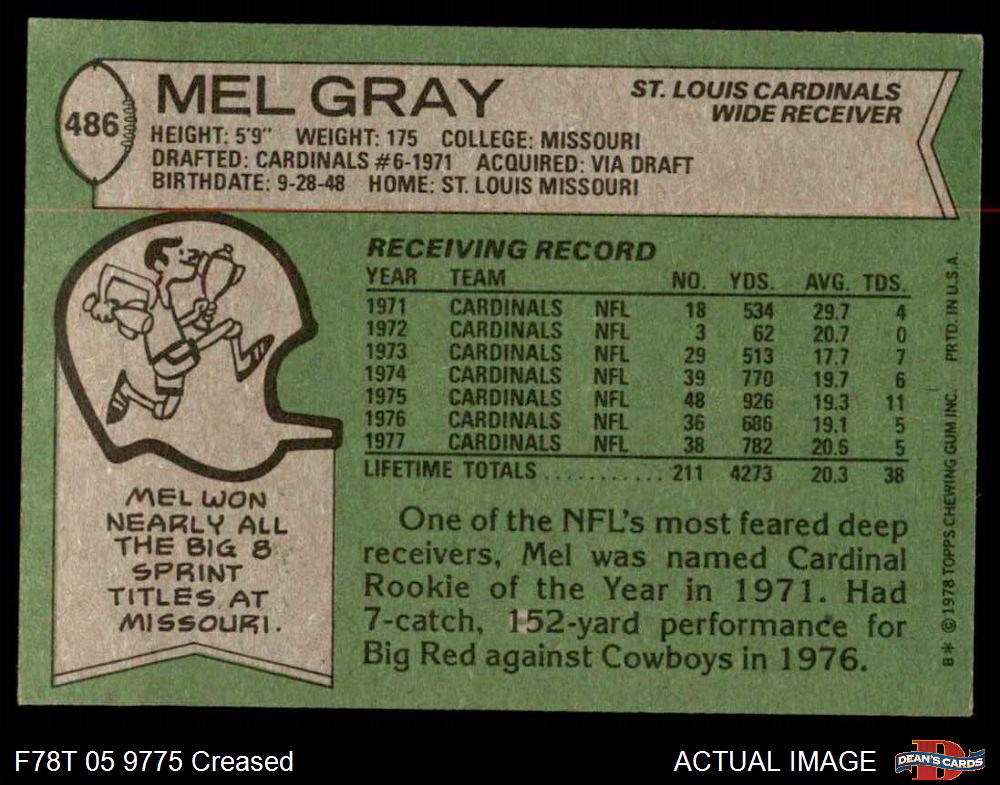 486
MEL GRAY
ST. LOUIS CARDINALS
WIDE RECEIVER
HEIGHT: 5'9" WEIGHT: 175 COLLEGE: MISSOURI
DRAFTED: CARDINALS #6-1971 ACQUIRED: VIA DRAFT
BIRTHDATE: 9-28-48 HOME: ST. LOUIS MISSOURI
RECEIVING RECORD
YEAR TEAM NO. YDS. AVG. TDS.
1971 CARDINALS NFL 18 534 29.7 4
1972 CARDINALS NFL 3 62 20.7 0
1973 CARDINALS NFL 29 513 17.7 7
1974 CARDINALS NFL 39 770 19.7 6
1975 CARDINALS NFL 48 926 19.3 11
1976 CARDINALS NFL 36 686 19.1 5
1977 CARDINALS NFL 38 782 20.6 5
LIFETIME TOTALS........... 211 4273 20.3 38
MEL WON
NEARLY ALL
THE BIG 8
SPRINT
TITLES AT
MISSOURI.
One of the NFL's most feared deep
receivers, Mel was named Cardinal
Rookie of the Year in 1971. Had
7-catch, 152-yard performance for
Big Red against Cowboys in 1976.
B* © 1978 TOPPS CHEWING GUM INC. PRTD. IN U.S.A.
F78T 05 9775 Creased
ACTUAL IMAGE
D
DEAN'S CARDS